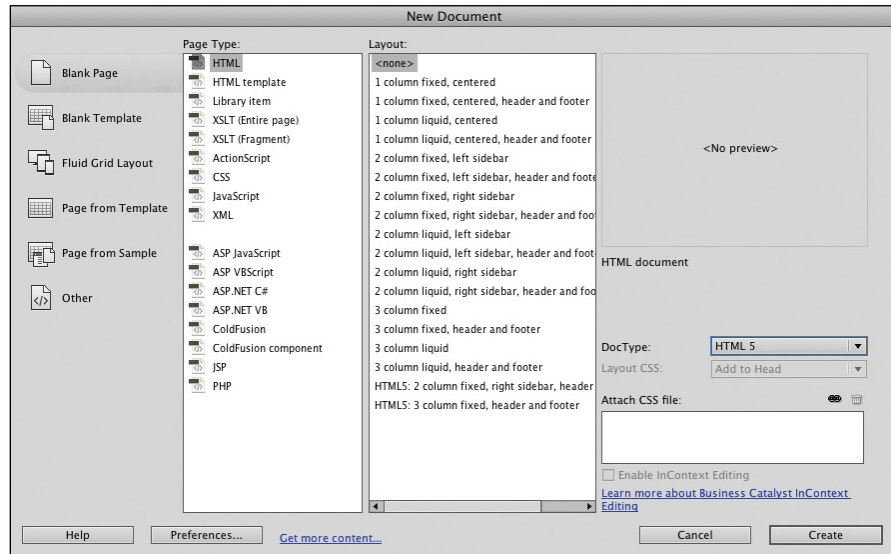 New Document
Blank Page
Blank Template
Fluid Grid Layout
Page from Template
Page from Sample
Other
Page Type:
HTML
HTML template
Library item
XSLT (Entire page)
XSLT (Fragment)
ActionScript
CSS
JavaScript
XML
ASP JavaScript
ASP VBScript
ASP.NET C#
ASP.NET VB
ColdFusion
ColdFusion component
JSP
PHP
Layout:
<none>
1 column fixed, centered
1 column fixed, centered, header and footer
1 column liquid, centered
1 column liquid, centered, header and footer
2 column fixed, left sidebar
2 column fixed, left sidebar, header and foote
2 column fixed, right sidebar
2 column fixed, right sidebar, header and foo
2 column liquid, left sidebar
2 column liquid, left sidebar, header and foot
2 column liquid, right sidebar
2 column liquid, right sidebar, header and foo
3 column fixed
3 column fixed, header and footer
3 column liquid
3 column liquid, header and footer
HTML5: 2 column fixed, right sidebar, header
HTML5: 3 column fixed, header and footer
<No preview>
HTML document
DocType: HTML 5
Layout CSS: Add to Head
Attach CSS file:
Enable InContext Editing
Learn more about Business Catalyst InContext
Editing
Help Preferences... Get more content... Cancel Create